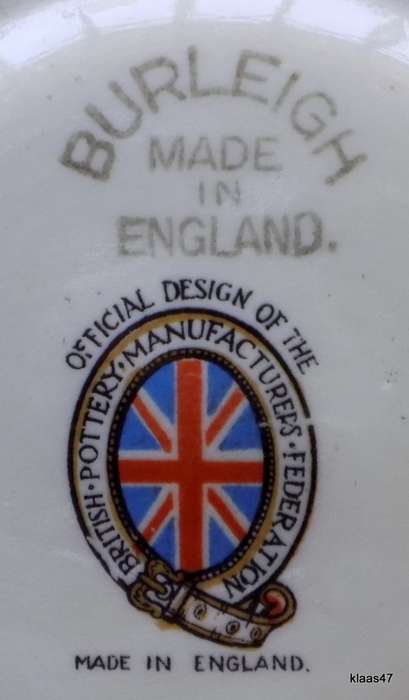 BURLEIGH
MADE
IN
ENGLAND.
OFFICIAL DESIGN OF THE
BRITISH · POTTERY · MANUFACTURERS · FEDERATION
MADE IN ENGLAND.
klaas47